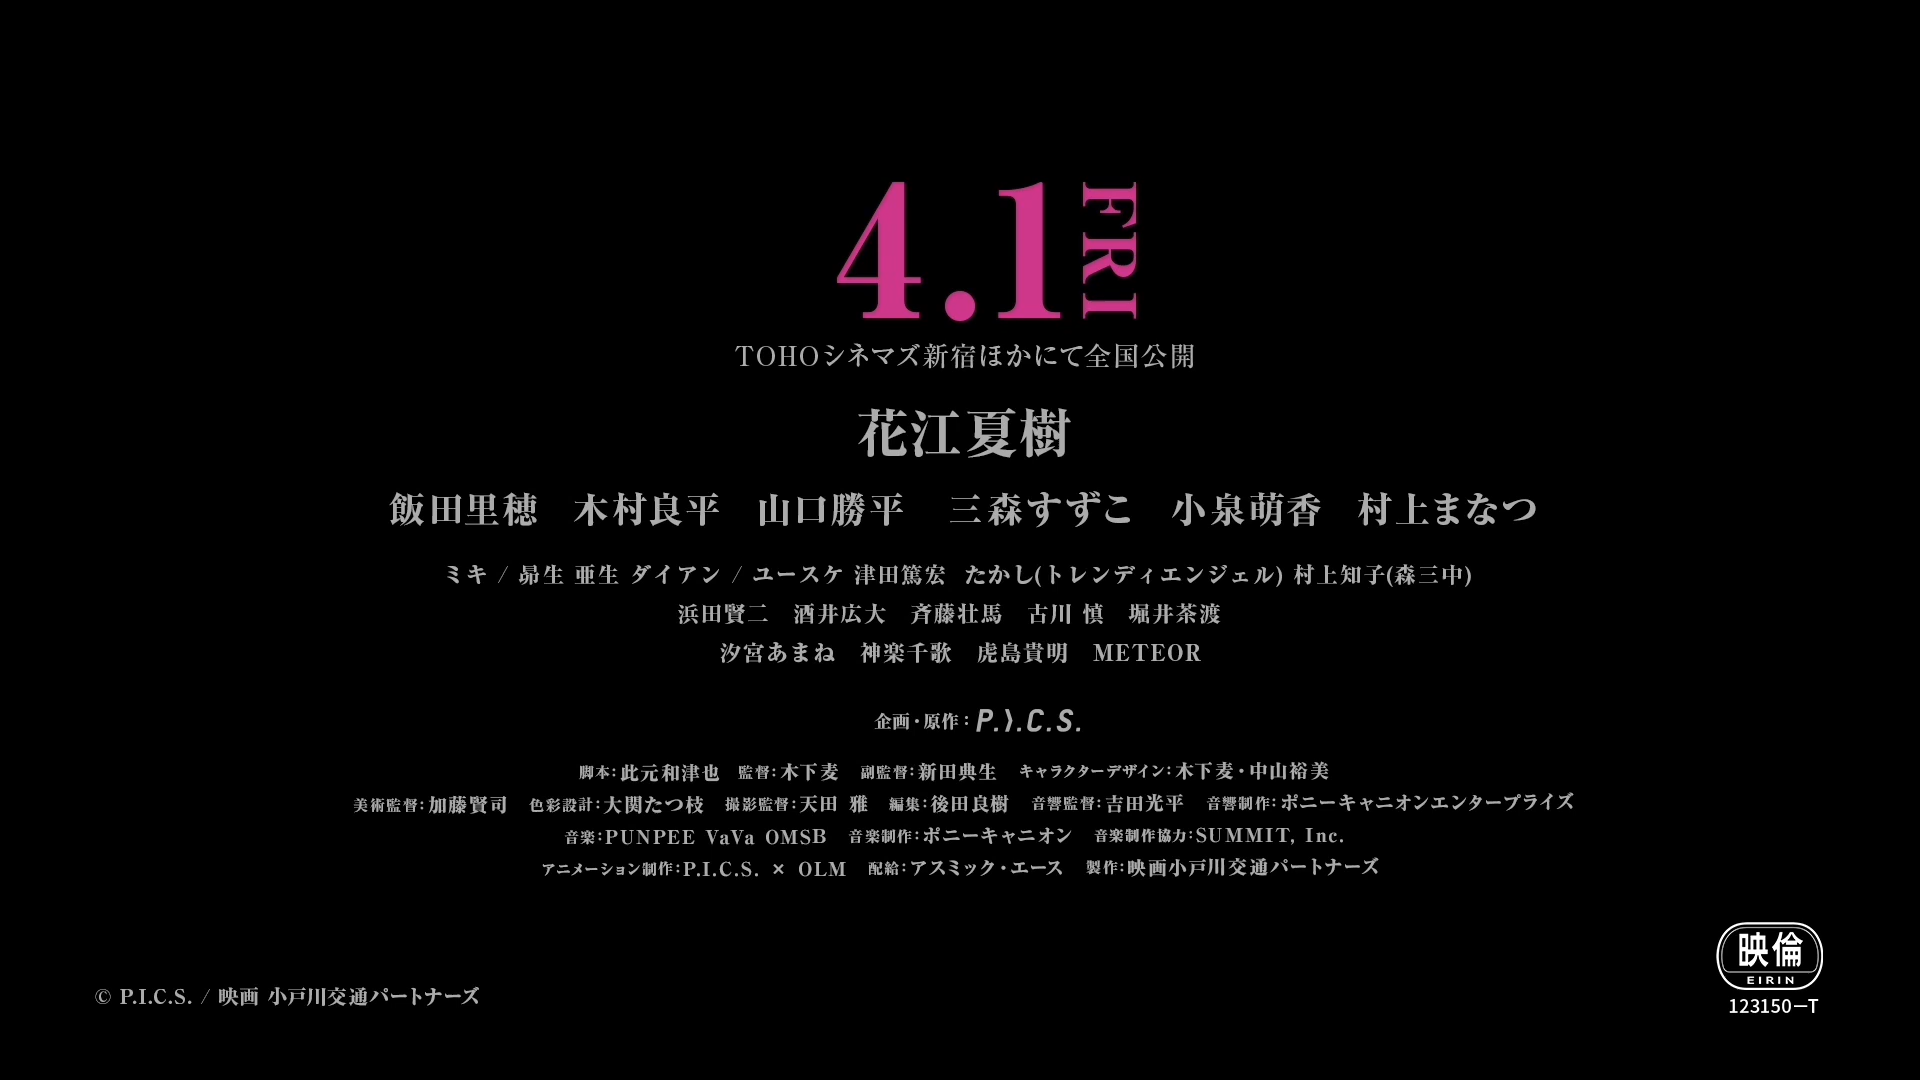 4.1 FRI
TOHOシネマズ新宿ほかにて全国公開
花江夏樹
飯田里穂　木村良平　山口勝平　三森すずこ　小泉萌香　村上まなつ
ミキ / 昴生 亜生 ダイアン / ユースケ 津田篤宏 たかし(トレンディエンジェル) 村上知子(森三中)
浜田賢二　酒井広大　斉藤壮馬　古川 慎　堀井茶渡
汐宮あまね　神楽千歌　虎島貴明　METEOR
企画・原作：P.I.C.S.
脚本：此元和津也　監督：木下麦　副監督：新田典生　キャラクターデザイン：木下麦・中山裕美
美術監督：加藤賢司　色彩設計：大関たつ枝　撮影監督：天田 雅　編集：後田良樹　音響監督：吉田光平　音響制作：ポニーキャニオンエンタープライズ
音楽：PUNPEE VaVa OMSB　音楽制作：ポニーキャニオン　音楽制作協力：SUMMIT, Inc.
アニメーション制作：P.I.C.S. × OLM　配給：アスミック・エース　製作：映画小戸川交通パートナーズ
映倫
EIRIN
123150-T
© P.I.C.S. / 映画 小戸川交通パートナーズ